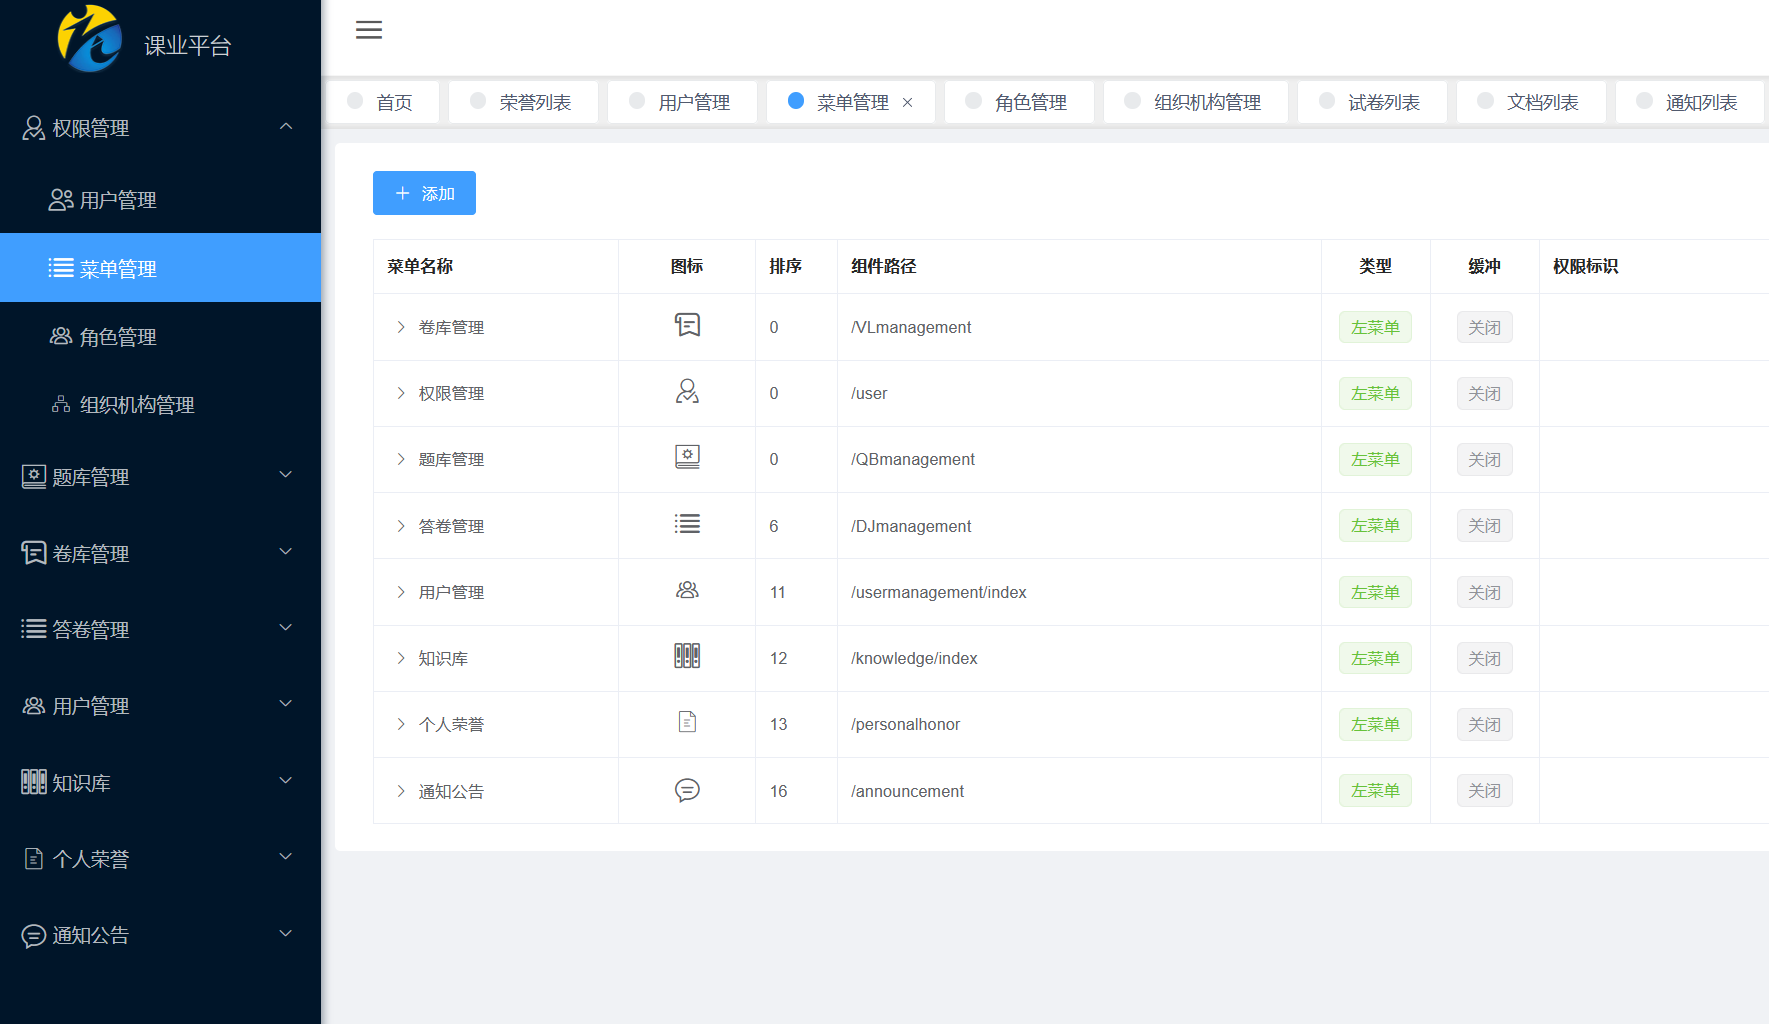 课业平台
首页
荣誉列表
用户管理
菜单管理
角色管理
组织机构管理
试卷列表
文档列表
通知列表
权限管理
用户管理
菜单管理
角色管理
组织机构管理
题库管理
卷库管理
答卷管理
用户管理
知识库
个人荣誉
通知公告
添加
菜单名称 图标 排序 组件路径 类型 缓冲 权限标识
卷库管理 0 /VLmanagement 左菜单 关闭
权限管理 0 /user 左菜单 关闭
题库管理 0 /QBmanagement 左菜单 关闭
答卷管理 6 /DJmanagement 左菜单 关闭
用户管理 11 /usermanagement/index 左菜单 关闭
知识库 12 /knowledge/index 左菜单 关闭
个人荣誉 13 /personalhonor 左菜单 关闭
通知公告 16 /announcement 左菜单 关闭